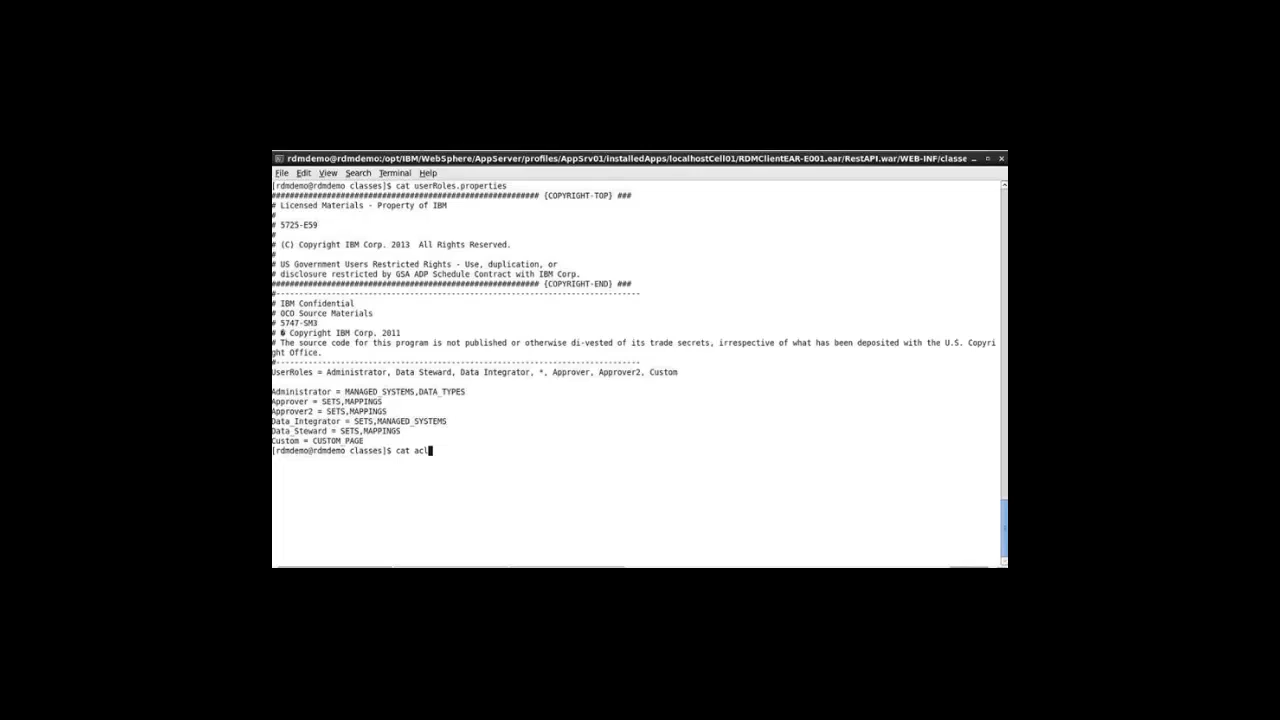 rdmdemo@rdmdemo:/opt/IBM/WebSphere/AppServer/profiles/AppSrv01/installedApps/localhostCell01/RDMClientEAR-E001.ear/RestAPI.war/WEB-INF/classe
File Edit View Search Terminal Help
[rdmdemo@rdmdemo classes]$ cat userRoles.properties
########################################################## {COPYRIGHT-TOP} ###
# Licensed Materials - Property of IBM
#
# 5725-E59
#
# (C) Copyright IBM Corp. 2013  All Rights Reserved.
#
# US Government Users Restricted Rights - Use, duplication, or
# disclosure restricted by GSA ADP Schedule Contract with IBM Corp.
########################################################## {COPYRIGHT-END} ###
#-------------------------------------------------------------------------------
# IBM Confidential
# OCO Source Materials
# 5747-SM3
# � Copyright IBM Corp. 2011
# The source code for this program is not published or otherwise di-vested of its trade secrets, irrespective of what has been deposited with the U.S. Copyri
ght Office.
#-------------------------------------------------------------------------------
UserRoles = Administrator, Data Steward, Data Integrator, *, Approver, Approver2, Custom
Administrator = MANAGED_SYSTEMS,DATA_TYPES
Approver = SETS,MAPPINGS
Approver2 = SETS,MAPPINGS
Data_Integrator = SETS,MANAGED_SYSTEMS
Data_Steward = SETS,MAPPINGS
Custom = CUSTOM_PAGE
[rdmdemo@rdmdemo classes]$ cat acl